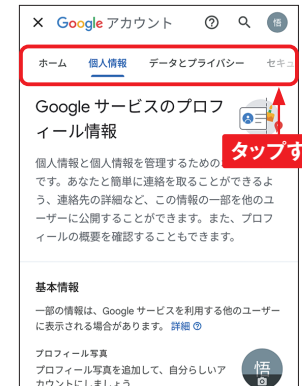 × Google アカウント 悟
ホーム 個人情報 データとプライバシー セキュ
Google サービスのプロフ
ィール情報
タップす
個人情報と個人情報を管理するための
です。あなたと簡単に連絡を取ることができるよ
う、連絡先の詳細など、この情報の一部を他のユ
ーザーに公開することができます。また、プロフ
ィールの概要を確認することもできます。
基本情報
一部の情報は、Google サービスを利用する他のユーザー
に表示される場合があります。 詳細
プロフィール写真
プロフィール写真を追加して、自分らしいア
カウントにしましょう
悟